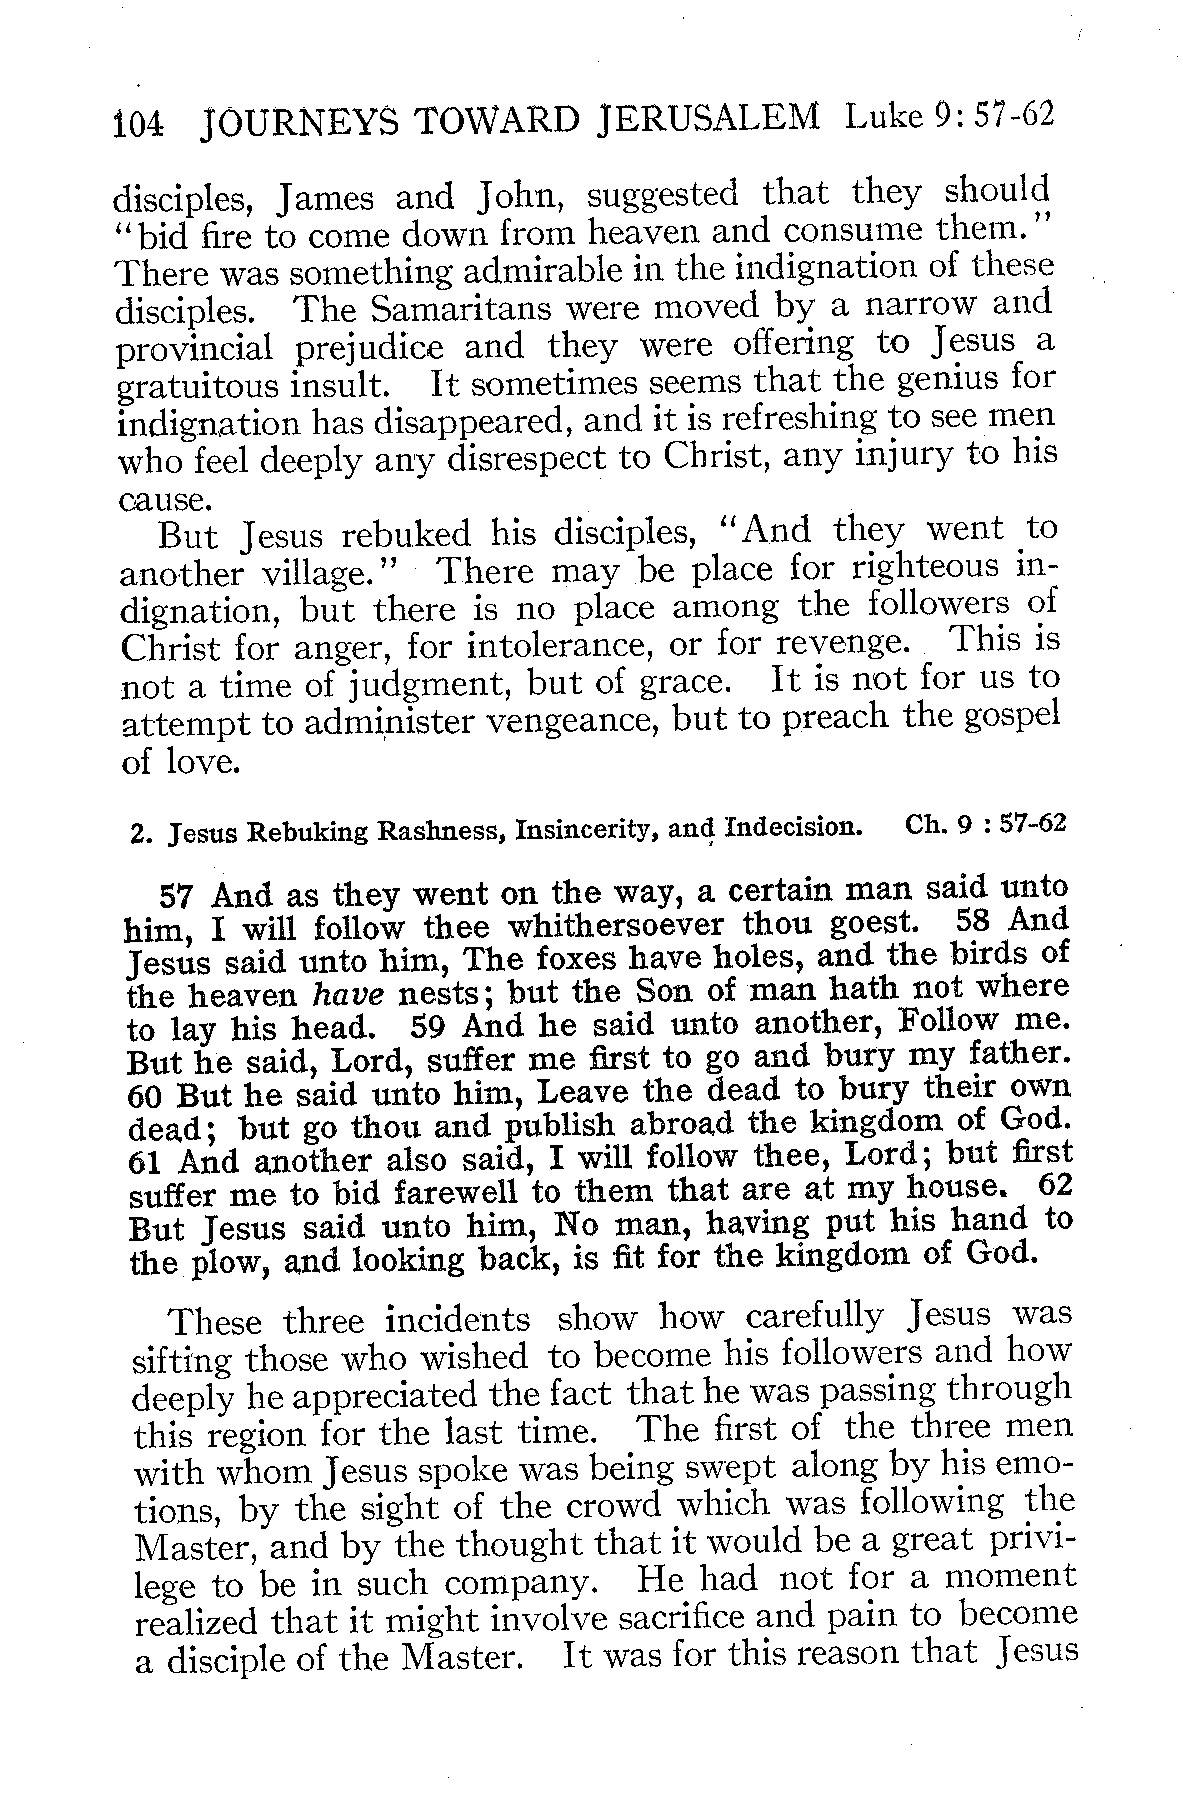 104 JOURNEYS TOWARD JERUSALEM Luke 9: 57-62
disciples, James and John, suggested that they should
“bid fire to come down from heaven and consume them.”
There was something admirable in the indignation of these
disciples. The Samaritans were moved by a narrow and
provincial prejudice and they were offering to Jesus a
gratuitous insult. It sometimes seems that the genius for
indignation has disappeared, and it is refreshing to see men
who feel deeply any disrespect to Christ, any injury to his
cause.
But Jesus rebuked his disciples, “And they went to
another village.” There may be place for righteous in-
dignation, but there is no place among the followers of
Christ for anger, for intolerance, or for revenge. This is
not a time of judgment, but of grace. It is not for us to
attempt to administer vengeance, but to preach the gospel
of love.
2. Jesus Rebuking Rashness, Insincerity, and Indecision. Ch. 9 : 57-62
57 And as they went on the way, a certain man said unto
him, I will follow thee whithersoever thou goest. 58 And
Jesus said unto him, The foxes have holes, and the birds of
the heaven have nests; but the Son of man hath not where
to lay his head. 59 And he said unto another, Follow me.
But he said, Lord, suffer me first to go and bury my father.
60 But he said unto him, Leave the dead to bury their own
dead; but go thou and publish abroad the kingdom of God.
61 And another also said, I will follow thee, Lord; but first
suffer me to bid farewell to them that are at my house. 62
But Jesus said unto him, No man, having put his hand to
the plow, and looking back, is fit for the kingdom of God.
These three incidents show how carefully Jesus was
sifting those who wished to become his followers and how
deeply he appreciated the fact that he was passing through
this region for the last time. The first of the three men
with whom Jesus spoke was being swept along by his emo-
tions, by the sight of the crowd which was following the
Master, and by the thought that it would be a great privi-
lege to be in such company. He had not for a moment
realized that it might involve sacrifice and pain to become
a disciple of the Master. It was for this reason that Jesus